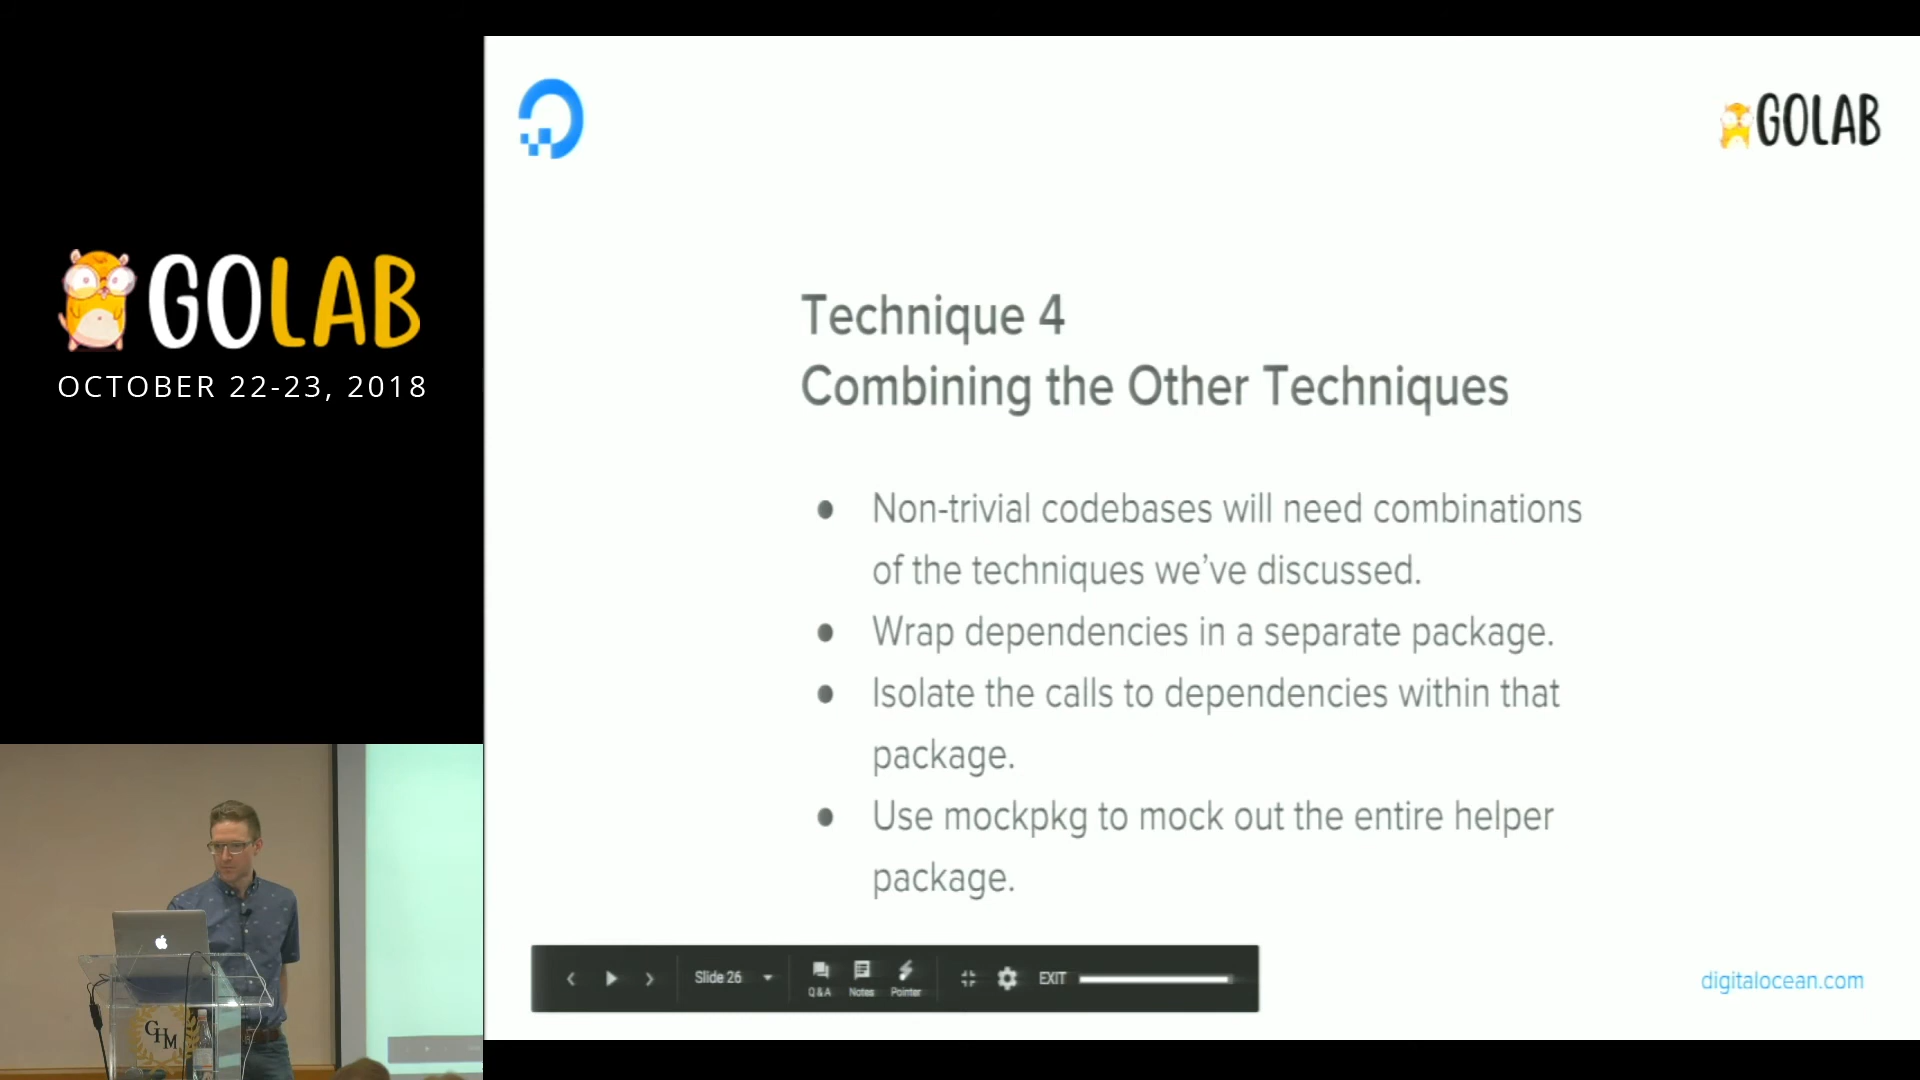 GOLAB
OCTOBER 22-23, 2018
GOLAB
Technique 4
Combining the Other Techniques
● Non-trivial codebases will need combinations
of the techniques we’ve discussed.
● Wrap dependencies in a separate package.
● Isolate the calls to dependencies within that
package.
● Use mockpkg to mock out the entire helper
package.
Slide 26
Q & A
Notes
Pointer
EXIT
digitalocean.com
GHM